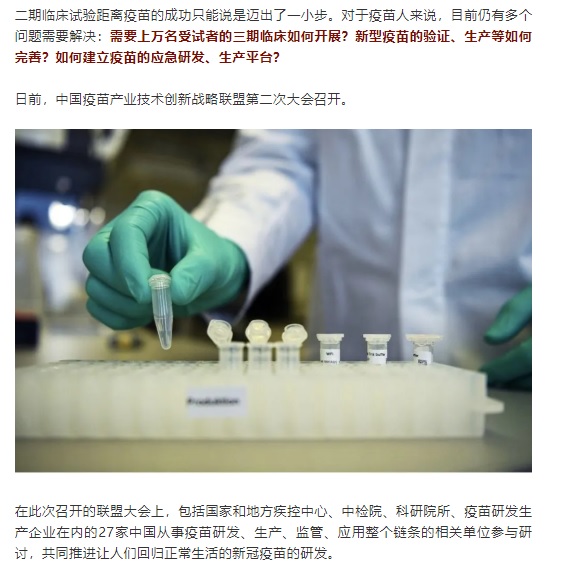 二期临床试验距离疫苗的成功只能说是迈出了一小步。对于疫苗人来说，目前仍有多个
问题需要解决：需要上万名受试者的三期临床如何开展？新型疫苗的验证、生产等如何
完善？如何建立疫苗的应急研发、生产平台？
日前，中国疫苗产业技术创新战略联盟第二次大会召开。
Produktion
在此次召开的联盟大会上，包括国家和地方疾控中心、中检院、科研院所、疫苗研发生
产企业在内的27家中国从事疫苗研发、生产、监管、应用整个链条的相关单位参与研
讨，共同推进让人们回归正常生活的新冠疫苗的研发。